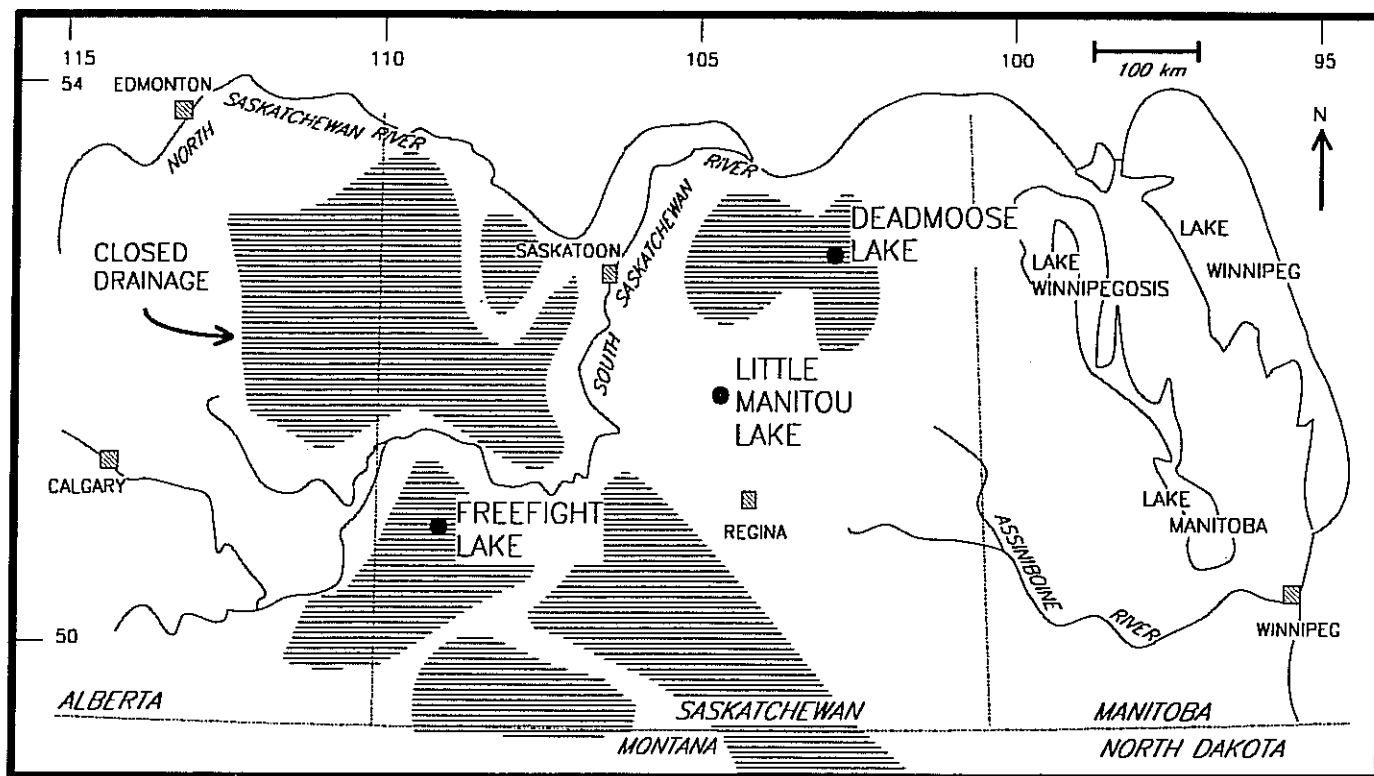 115
110
105
100
95
100 km
54
EDMONTON
NORTH
SASKATCHEWAN RIVER
N
SOUTH
SASKATCHEWAN
RIVER
SASKATOON
DEADMOOSE
LAKE
CLOSED
DRAINAGE
LAKE
WINNIPEGOSIS
LAKE
WINNIPEG
LITTLE
MANITOU
LAKE
CALGARY
FREEFIGHT
LAKE
REGINA
LAKE
MANITOBA
ASSINIBOINE
RIVER
WINNIPEG
50
ALBERTA
SASKATCHEWAN
MANITOBA
MONTANA
NORTH DAKOTA